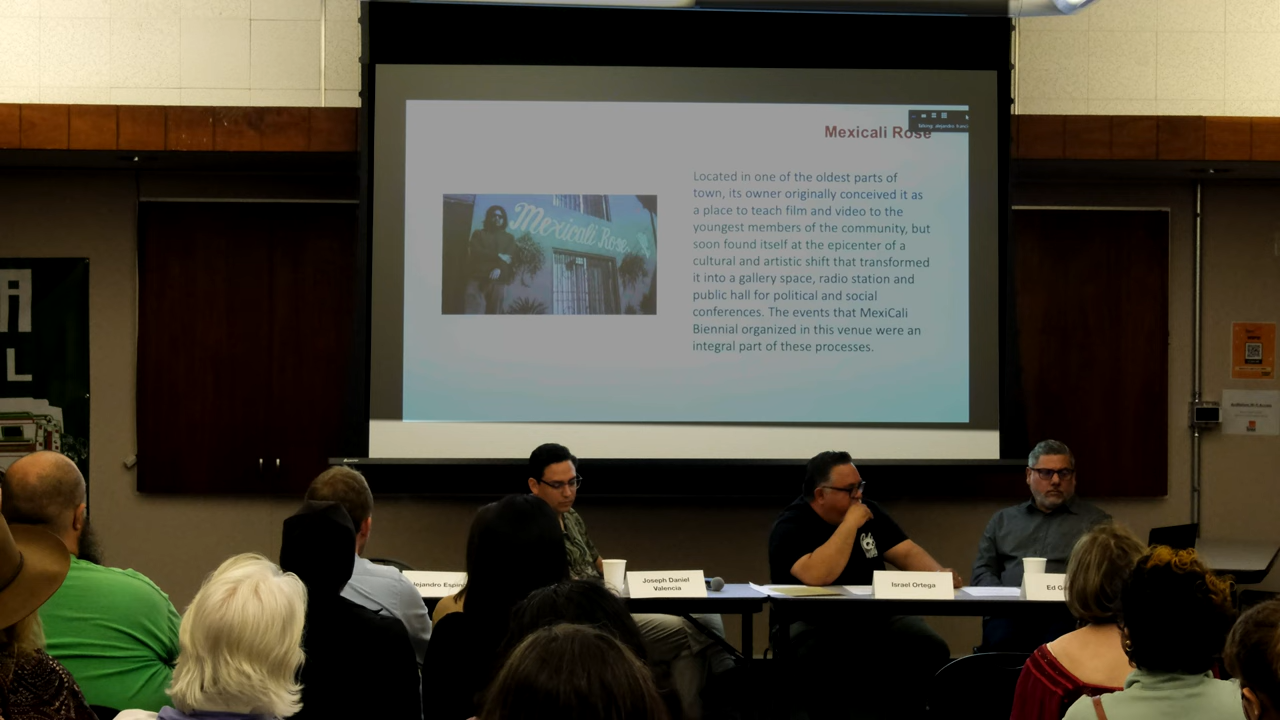 Mexicali Rose
Located in one of the oldest parts of
town, its owner originally conceived it as
a place to teach film and video to the
youngest members of the community, but
soon found itself at the epicenter of a
cultural and artistic shift that transformed
it into a gallery space, radio station and
public hall for political and social
conferences. The events that MexiCali
Biennial organized in this venue were an
integral part of these processes.
Mexicali Rose
L
Joseph Daniel
Valencia
Israel Ortega
Ed G